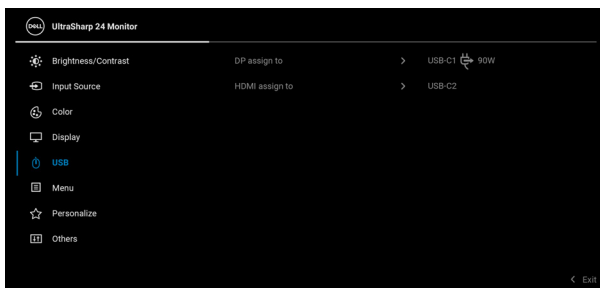 DELL UltraSharp 24 Monitor
Brightness/Contrast DP assign to > USB-C1 90W
Input Source HDMI assign to > USB-C2
Color
Display
USB
Menu
Personalize
Others
< Exit